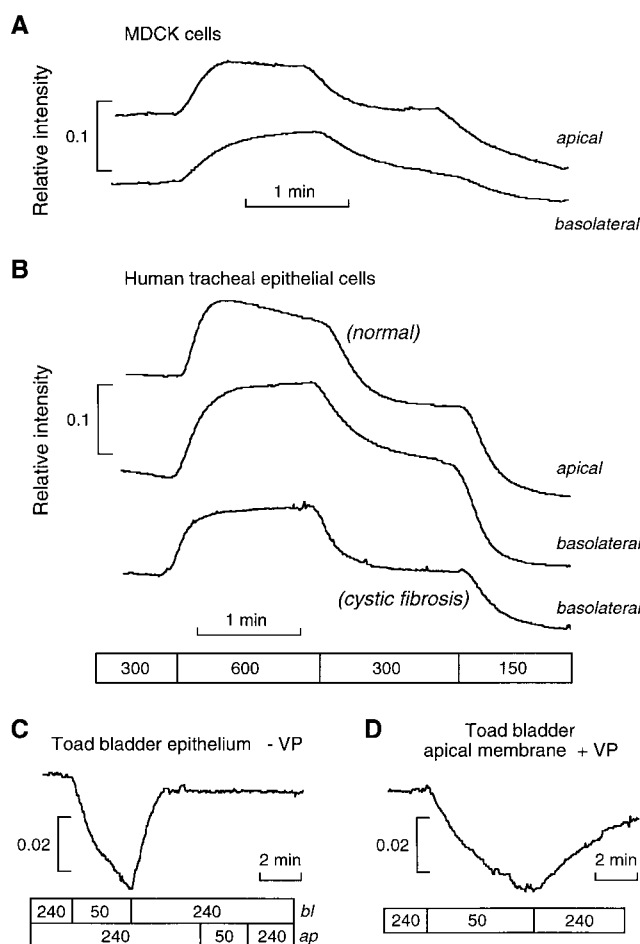 A
MDCK cells
Relative intensity
0.1
apical
1 min
basolateral
B
Human tracheal epithelial cells
(normal)
Relative intensity
0.1
apical
basolateral
(cystic fibrosis)
basolateral
1 min
300 600 300 150
C
Toad bladder epithelium - VP
0.02
2 min
240 50 240 bl
240 50 240 ap
D
Toad bladder
apical membrane + VP
0.02
2 min
240 50 240